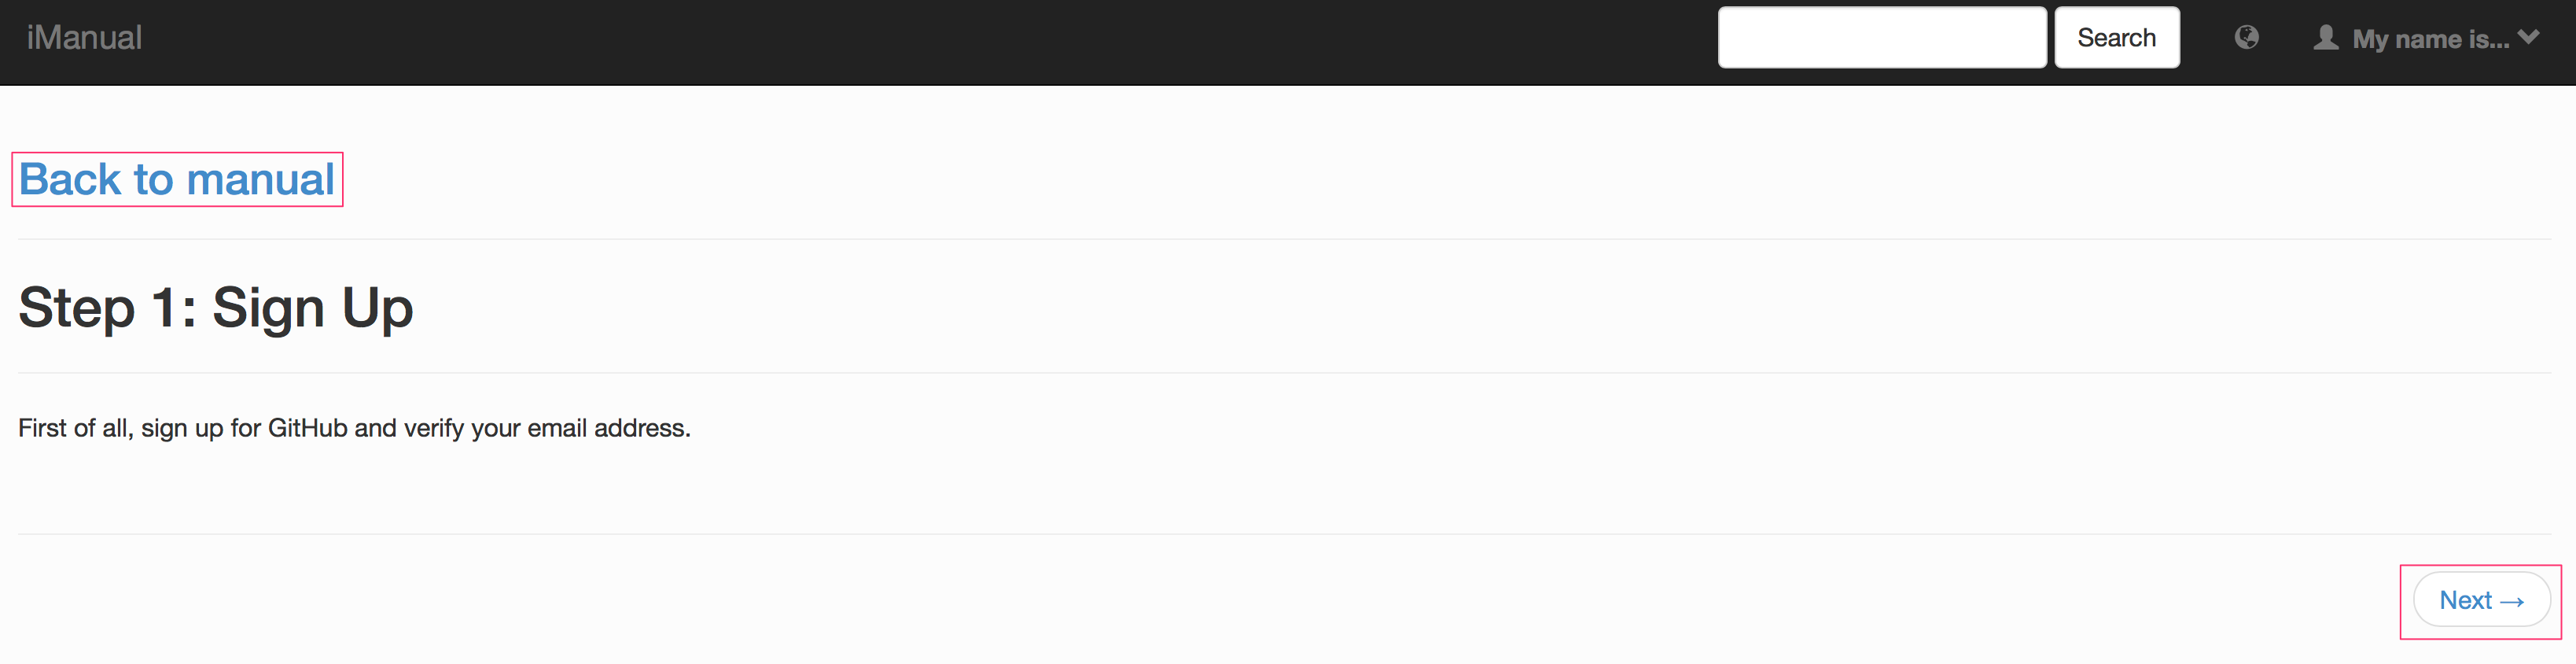 iManual
Search
My name is...
Back to manual
Step 1: Sign Up
First of all, sign up for GitHub and verify your email address.
Next →